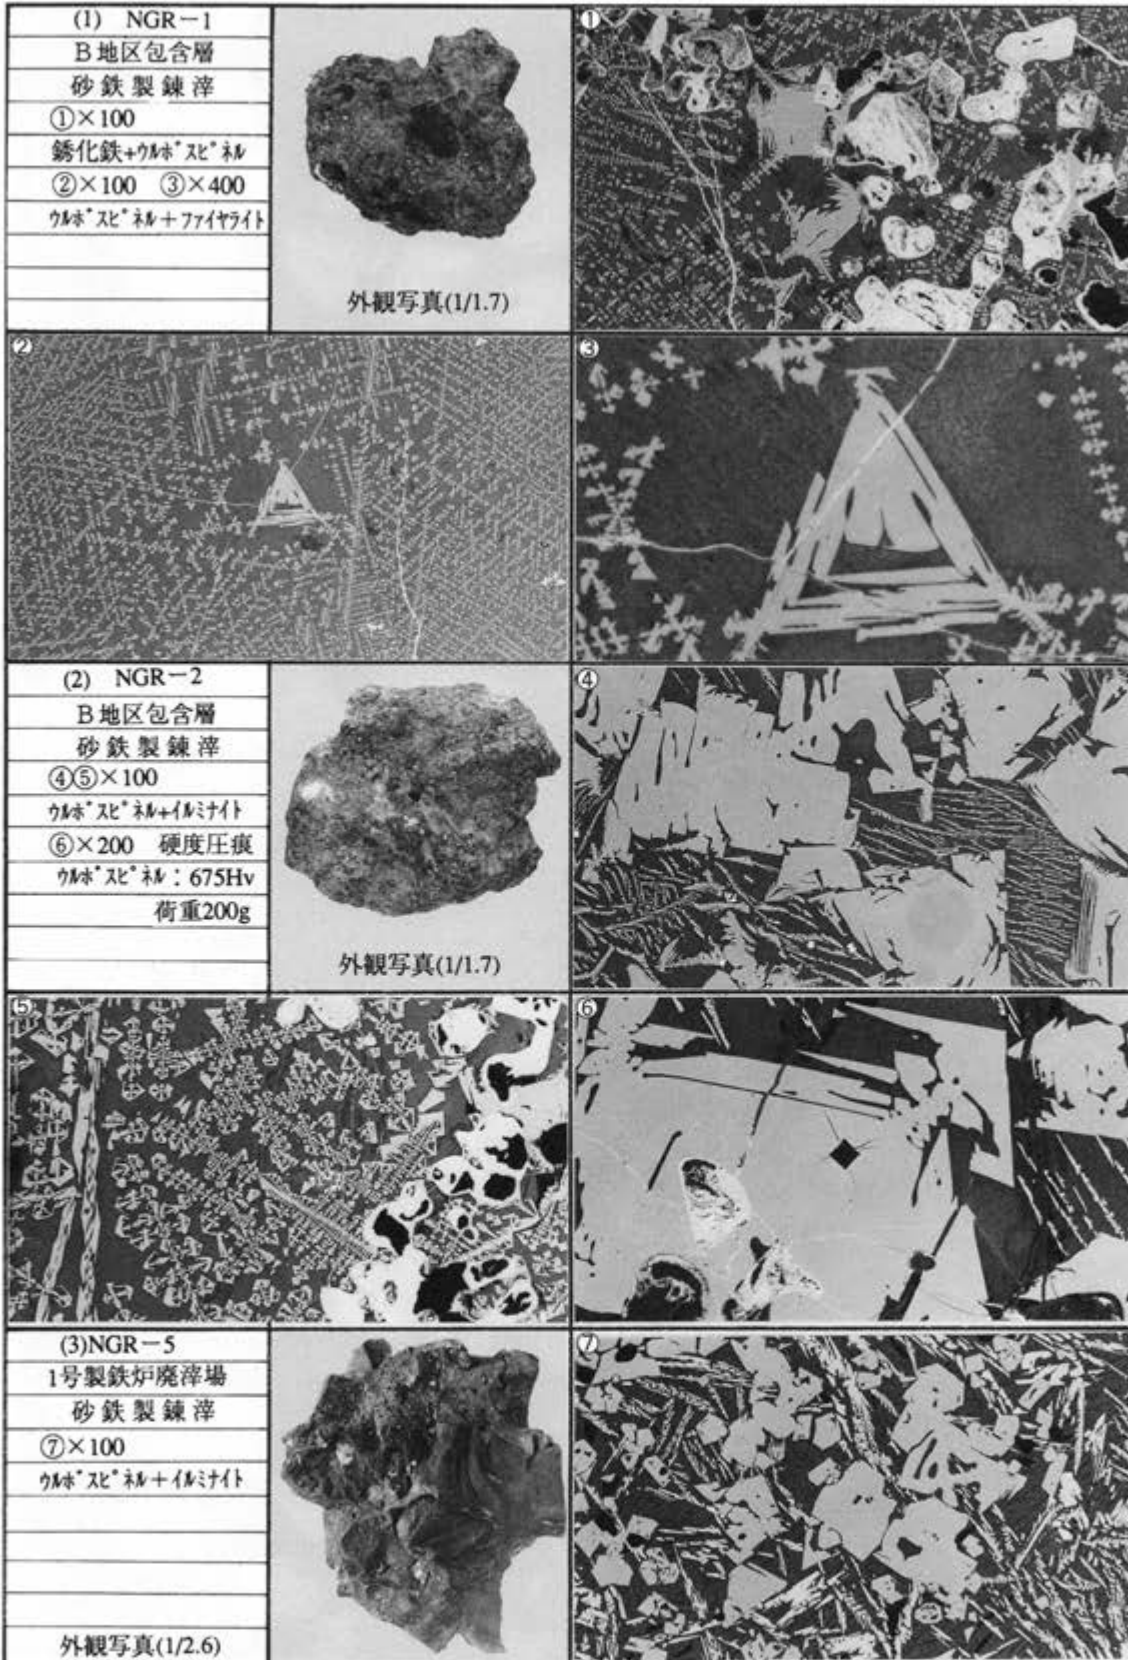 (1) NGR-1
B地区包含層
砂鉄製錬滓
①×100
銹化鉄+ウルボスピネル
②×100 ③×400
ウルボスピネル+ファイヤライト
外観写真(1/1.7)
①
②
③
(2) NGR-2
B地区包含層
砂鉄製錬滓
④⑤×100
ウルボスピネル+イルミナイト
⑥×200 硬度圧痕
ウルボスピネル:675Hv
荷重200g
外観写真(1/1.7)
④
⑤
⑥
(3)NGR-5
1号製鉄炉廃滓場
砂鉄製錬滓
⑦×100
ウルボスピネル+イルミナイト
外観写真(1/2.6)
⑦